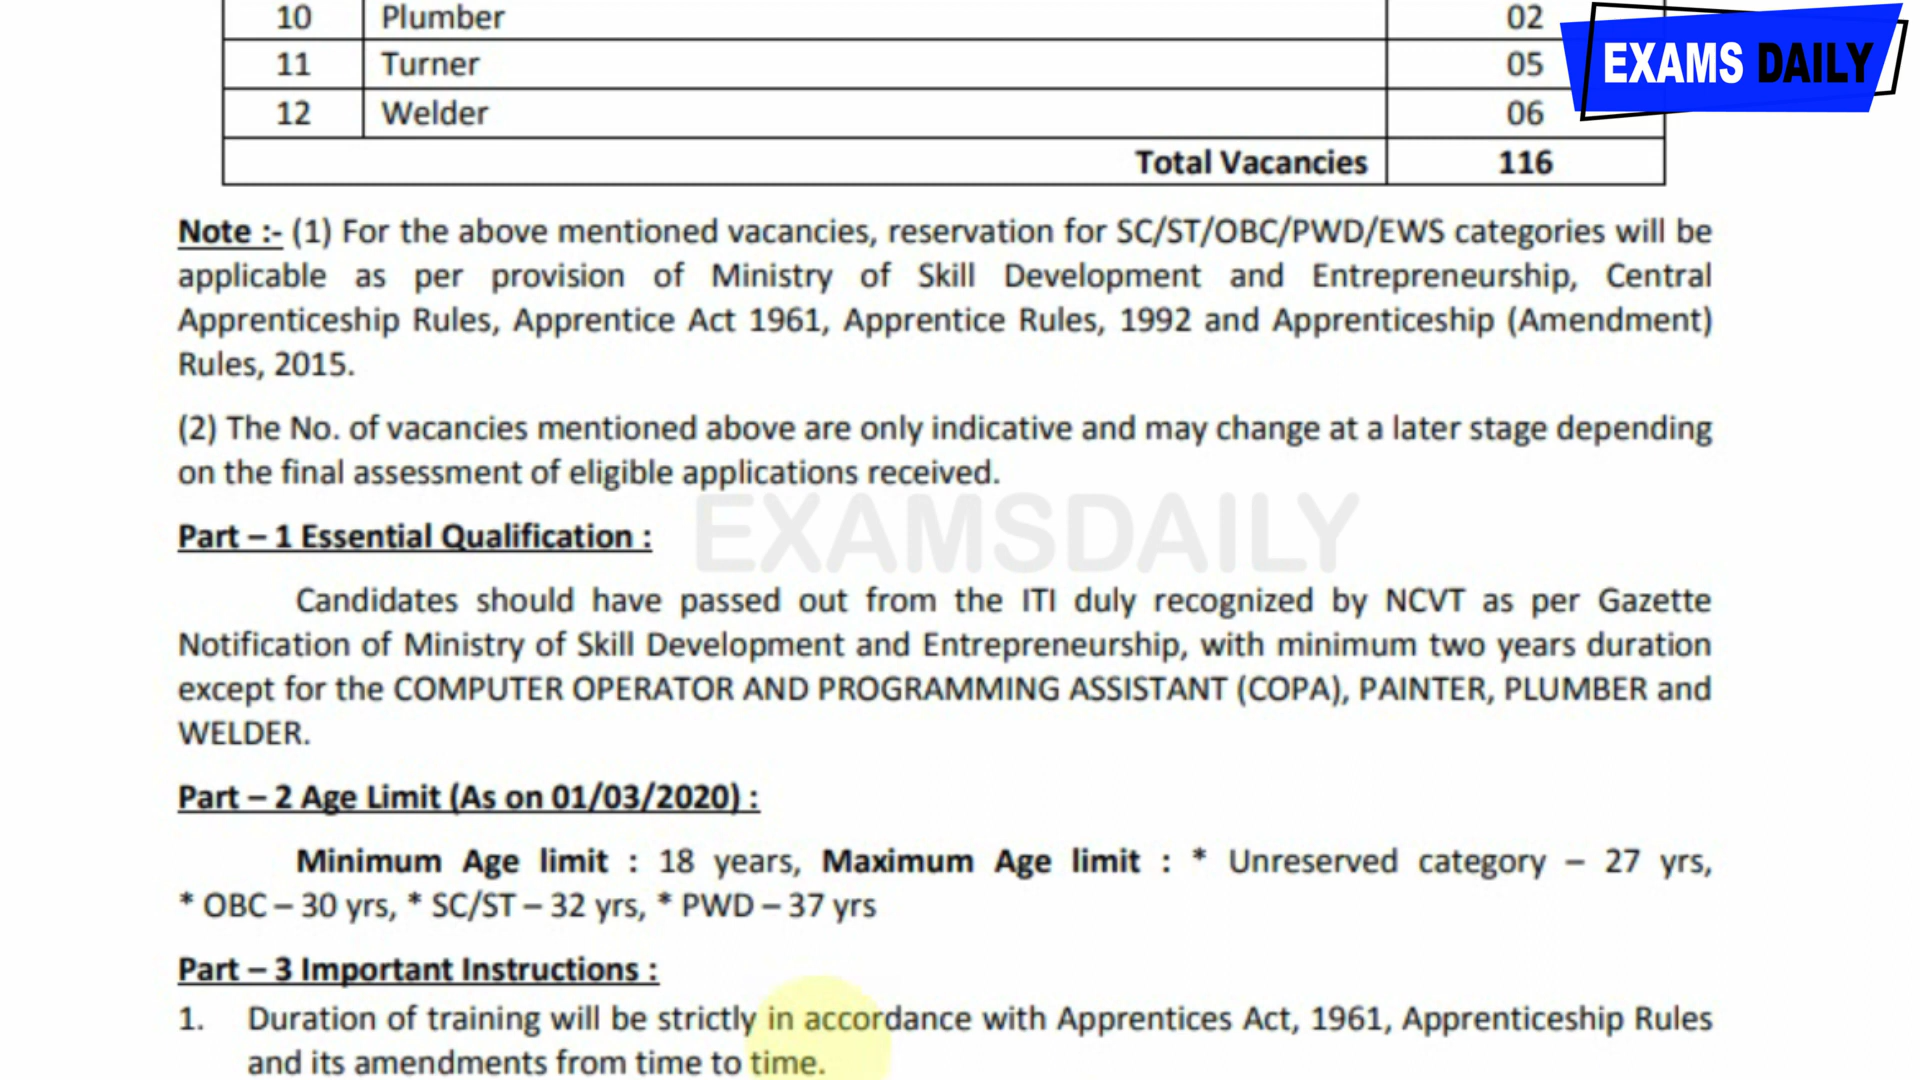 10 Plumber 02
11 Turner 05
12 Welder 06
Total Vacancies 116
EXAMS DAILY
Note :- (1) For the above mentioned vacancies, reservation for SC/ST/OBC/PWD/EWS categories will be
applicable as per provision of Ministry of Skill Development and Entrepreneurship, Central
Apprenticeship Rules, Apprentice Act 1961, Apprentice Rules, 1992 and Apprenticeship (Amendment)
Rules, 2015.
(2) The No. of vacancies mentioned above are only indicative and may change at a later stage depending
on the final assessment of eligible applications received.
EXAMSDAILY
Part – 1 Essential Qualification :
Candidates should have passed out from the ITI duly recognized by NCVT as per Gazette
Notification of Ministry of Skill Development and Entrepreneurship, with minimum two years duration
except for the COMPUTER OPERATOR AND PROGRAMMING ASSISTANT (COPA), PAINTER, PLUMBER and
WELDER.
Part – 2 Age Limit (As on 01/03/2020) :
Minimum Age limit : 18 years, Maximum Age limit : * Unreserved category – 27 yrs,
* OBC – 30 yrs, * SC/ST – 32 yrs, * PWD – 37 yrs
Part – 3 Important Instructions :
1. Duration of training will be strictly in accordance with Apprentices Act, 1961, Apprenticeship Rules
and its amendments from time to time.